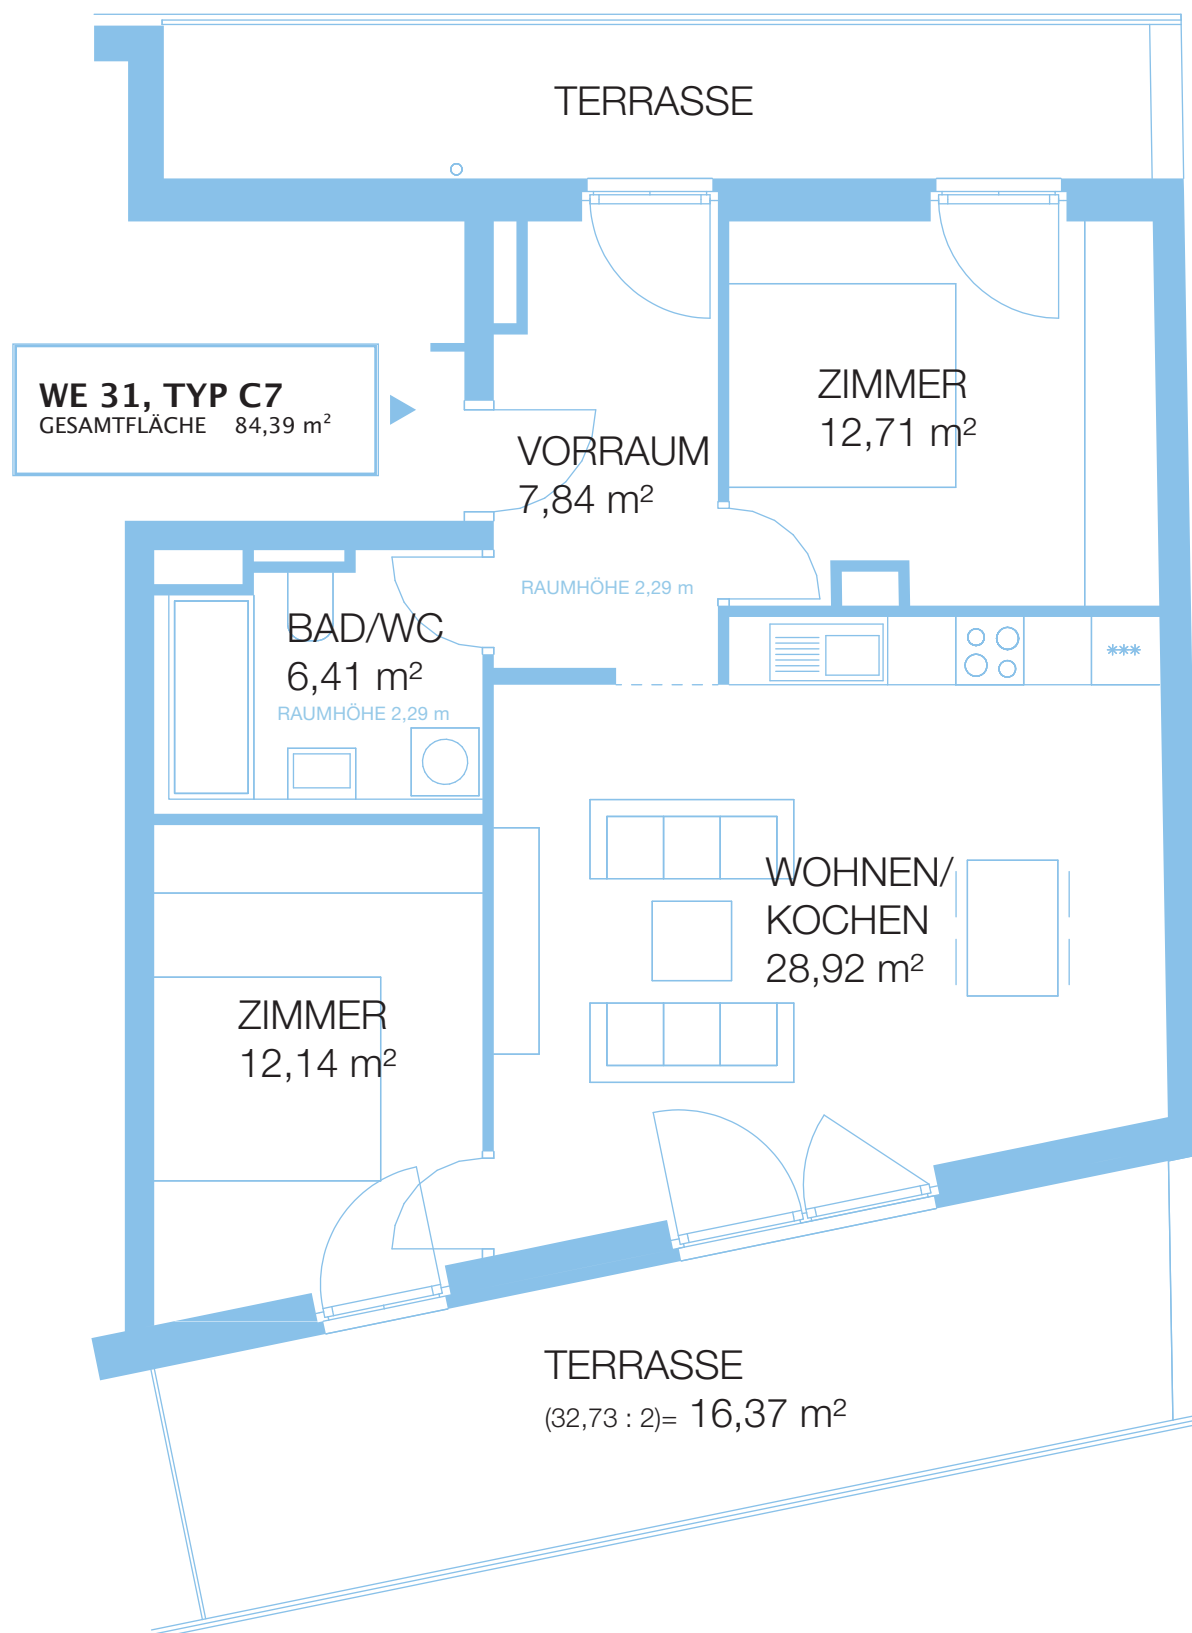 TERRASSE
WE 31, TYP C7
GESAMTFLÄCHE 84,39 m²
ZIMMER
12,71 m²
VORRAUM
7,84 m²
RAUMHÖHE 2,29 m
BAD/WC
6,41 m²
RAUMHÖHE 2,29 m
***
WOHNEN/
KOCHEN
28,92 m²
ZIMMER
12,14 m²
TERRASSE
(32,73 : 2)= 16,37 m²